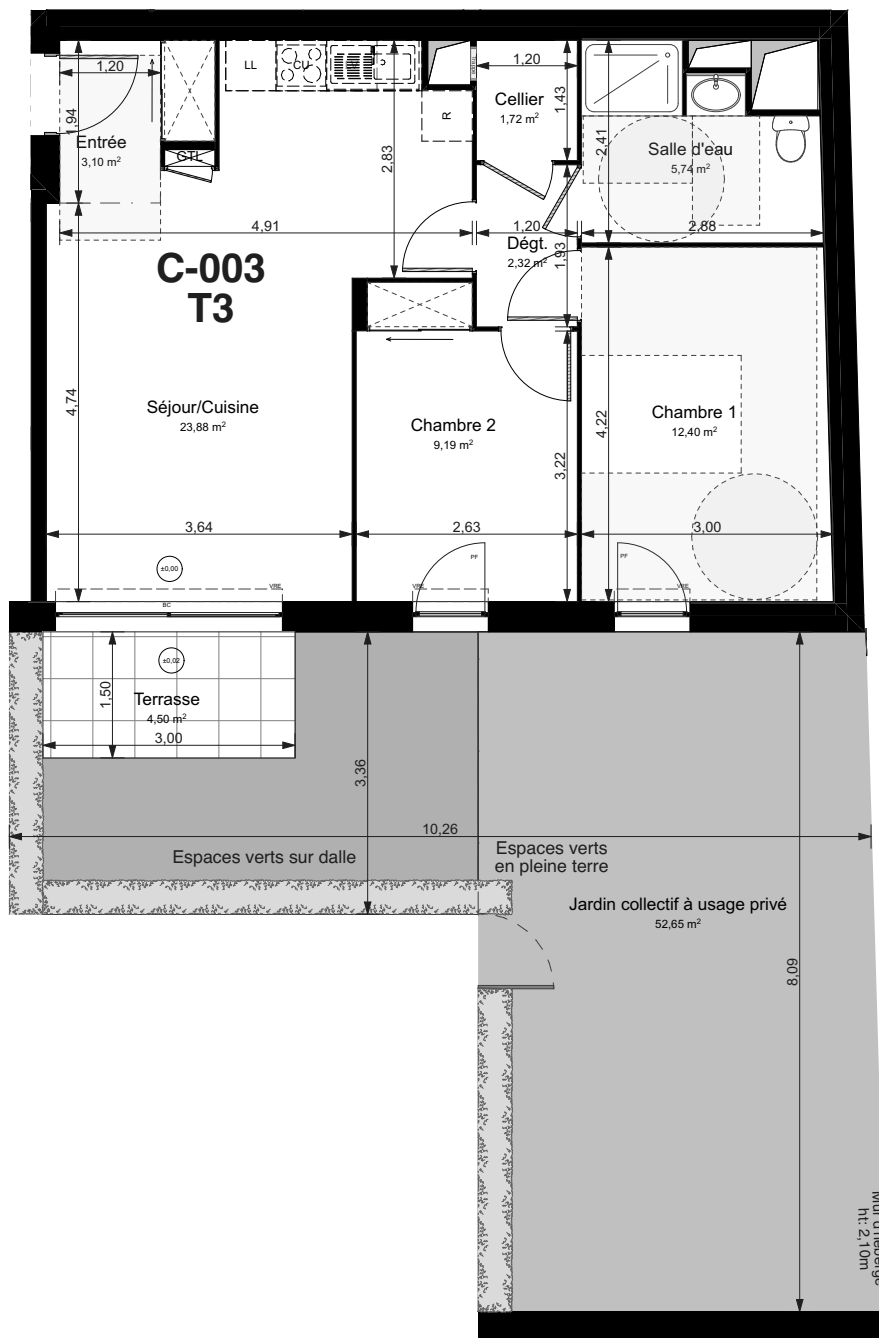 1,20
LL
CU
LV
1,20
Cellier
1,72 m²
1,43
1,94
Entrée
3,10 m²
GTL
R
2,83
2,41
Salle d'eau
5,74 m²
4,91
1,20
2,88
Dégt.
2,32 m²
1,93
C-003
T3
4,74
Séjour/Cuisine
23,88 m²
Chambre 2
9,19 m²
3,22
4,22
Chambre 1
12,40 m²
3,64
2,63
3,00
±0,00
PF
PF
VRE
VRE
VRE
BC
±0,02
1,50
Terrasse
4,50 m²
3,00
3,36
10,26
Espaces verts sur dalle
Espaces verts
en pleine terre
Jardin collectif à usage privé
52,65 m²
8,09
Mur d'héberge
ht: 2,10m